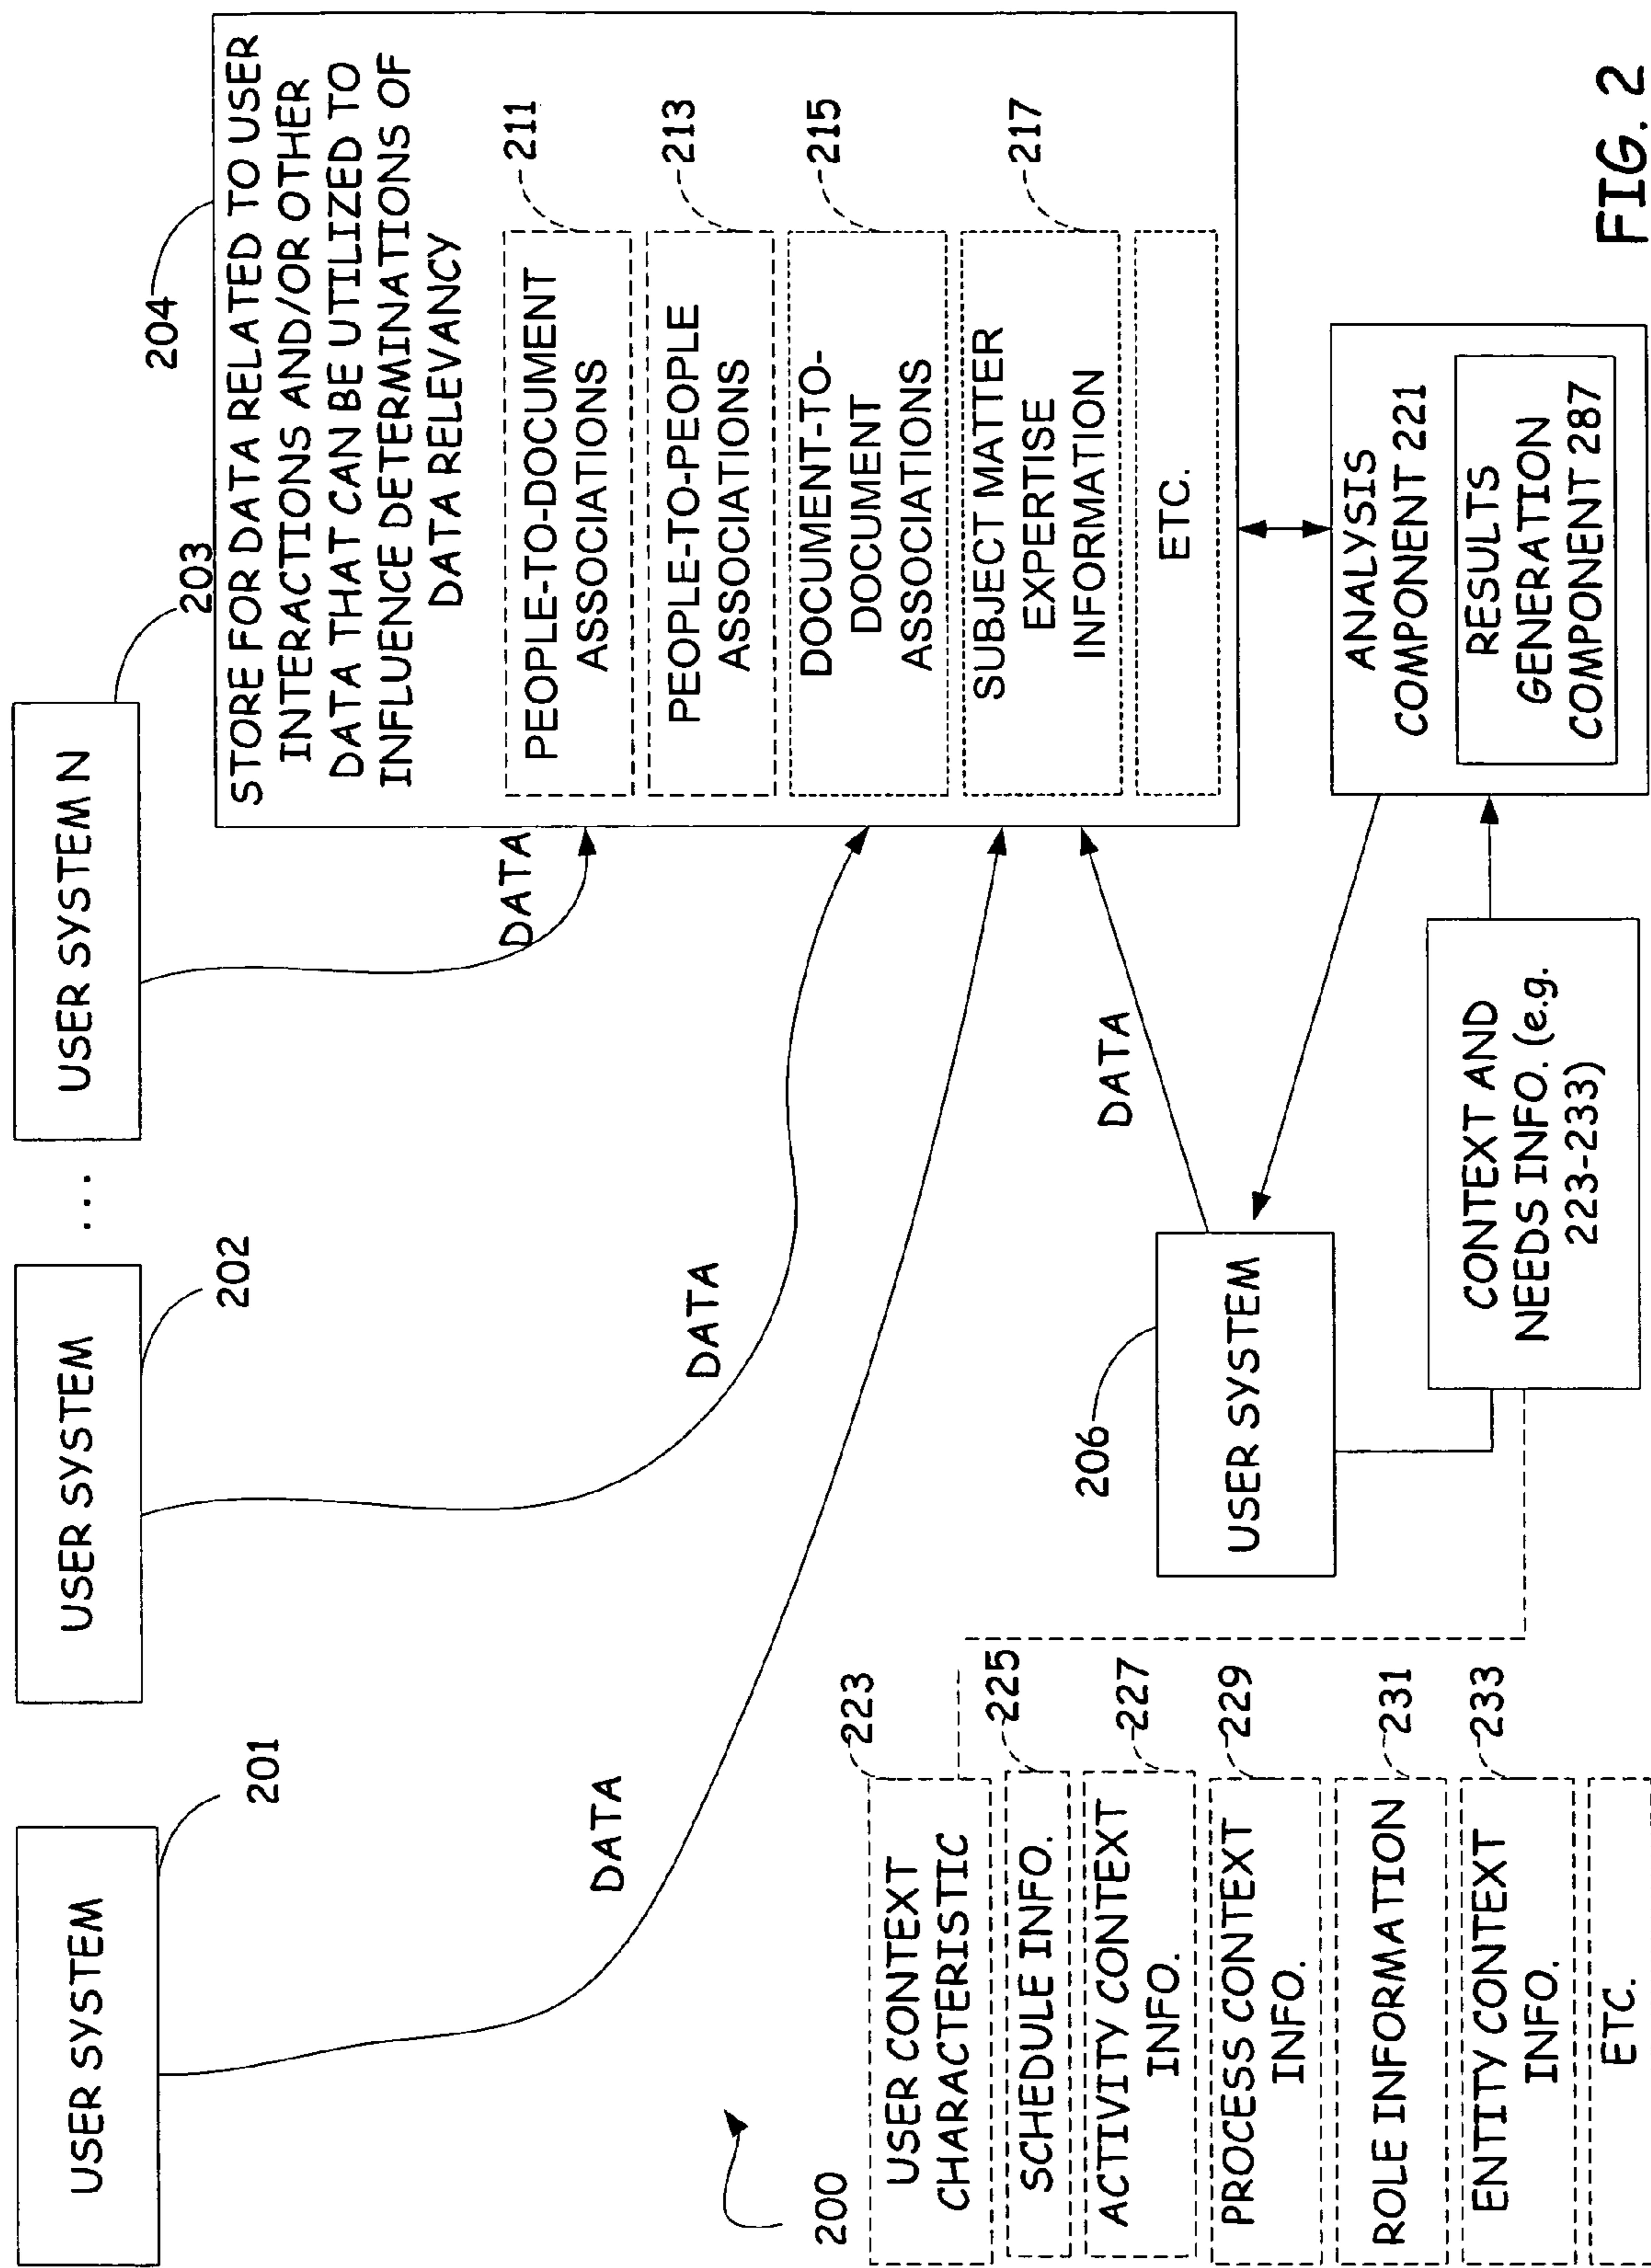 USER SYSTEM
201
USER SYSTEM
202
...
USER SYSTEM N
203
204
STORE FOR DATA RELATED TO USER
INTERACTIONS AND/OR OTHER
DATA THAT CAN BE UTILIZED TO
INFLUENCE DETERMINATIONS OF
DATA RELEVANCY
PEOPLE-TO-DOCUMENT
ASSOCIATIONS
211
PEOPLE-TO-PEOPLE
ASSOCIATIONS
213
DOCUMENT-TO-
DOCUMENT
ASSOCIATIONS
215
SUBJECT MATTER
EXPERTISE
INFORMATION
217
ETC.
DATA
DATA
DATA
DATA
200
USER CONTEXT
CHARACTERISTIC
223
SCHEDULE INFO.
225
ACTIVITY CONTEXT
INFO.
227
PROCESS CONTEXT
INFO.
229
ROLE INFORMATION
231
ENTITY CONTEXT
INFO.
233
ETC.
206
USER SYSTEM
CONTEXT AND
NEEDS INFO. (e.g.
223-233)
ANALYSIS
COMPONENT 221
RESULTS
GENERATION
COMPONENT 287
FIG. 2